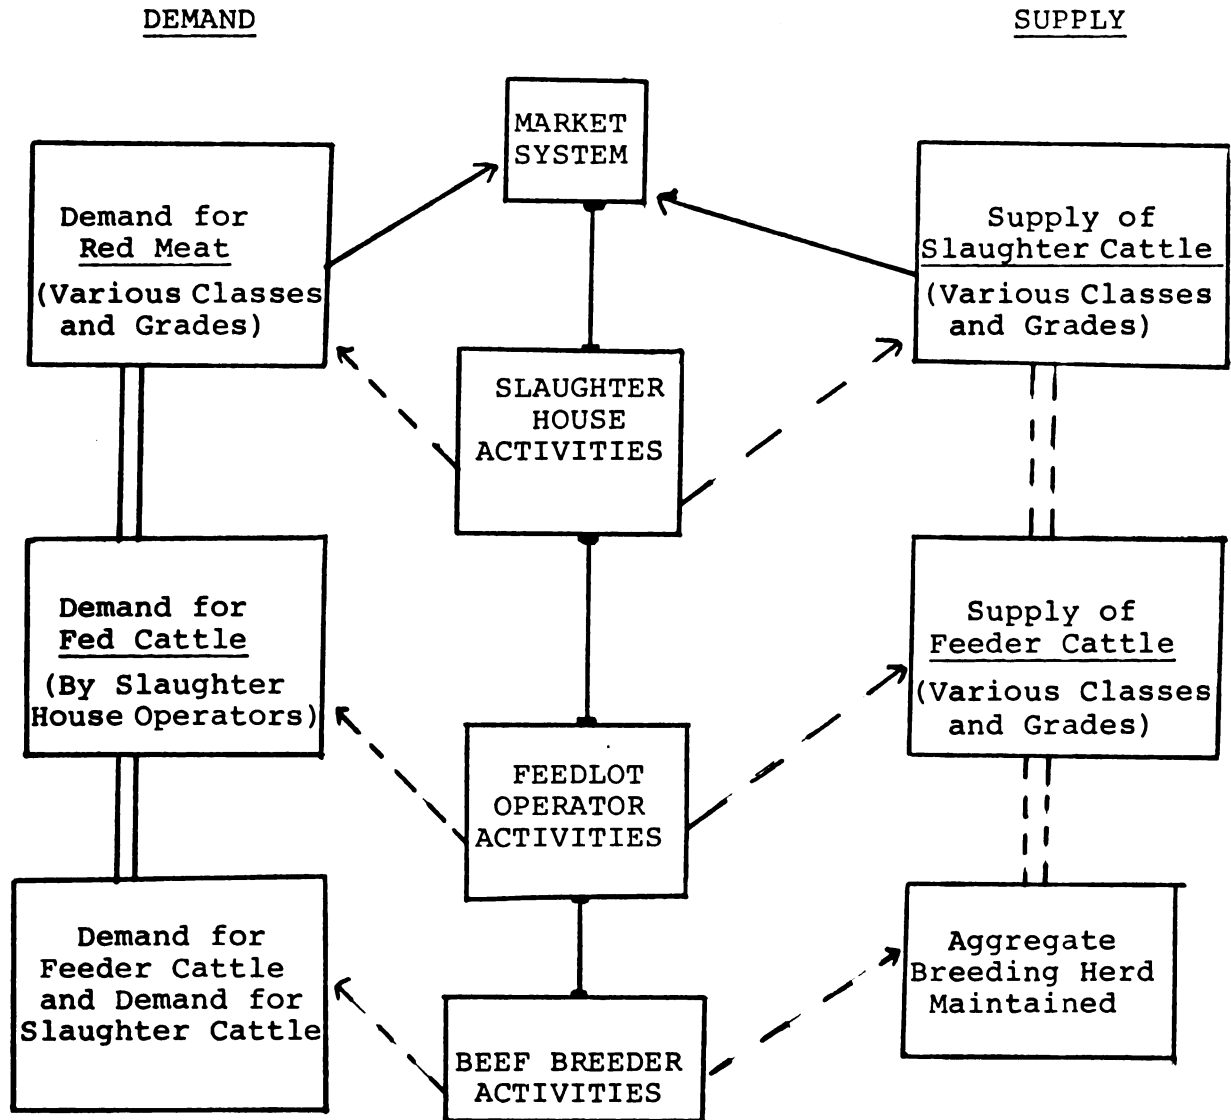 DEMAND
SUPPLY
MARKET
SYSTEM
Demand for
Red Meat
(Various Classes
and Grades)
Supply of
Slaughter Cattle
(Various Classes
and Grades)
SLAUGHTER
HOUSE
ACTIVITIES
Demand for
Fed Cattle
(By Slaughter
House Operators)
Supply of
Feeder Cattle
(Various Classes
and Grades)
FEEDLOT
OPERATOR
ACTIVITIES
Demand for
Feeder Cattle
and Demand for
Slaughter Cattle
Aggregate
Breeding Herd
Maintained
BEEF BREEDER
ACTIVITIES